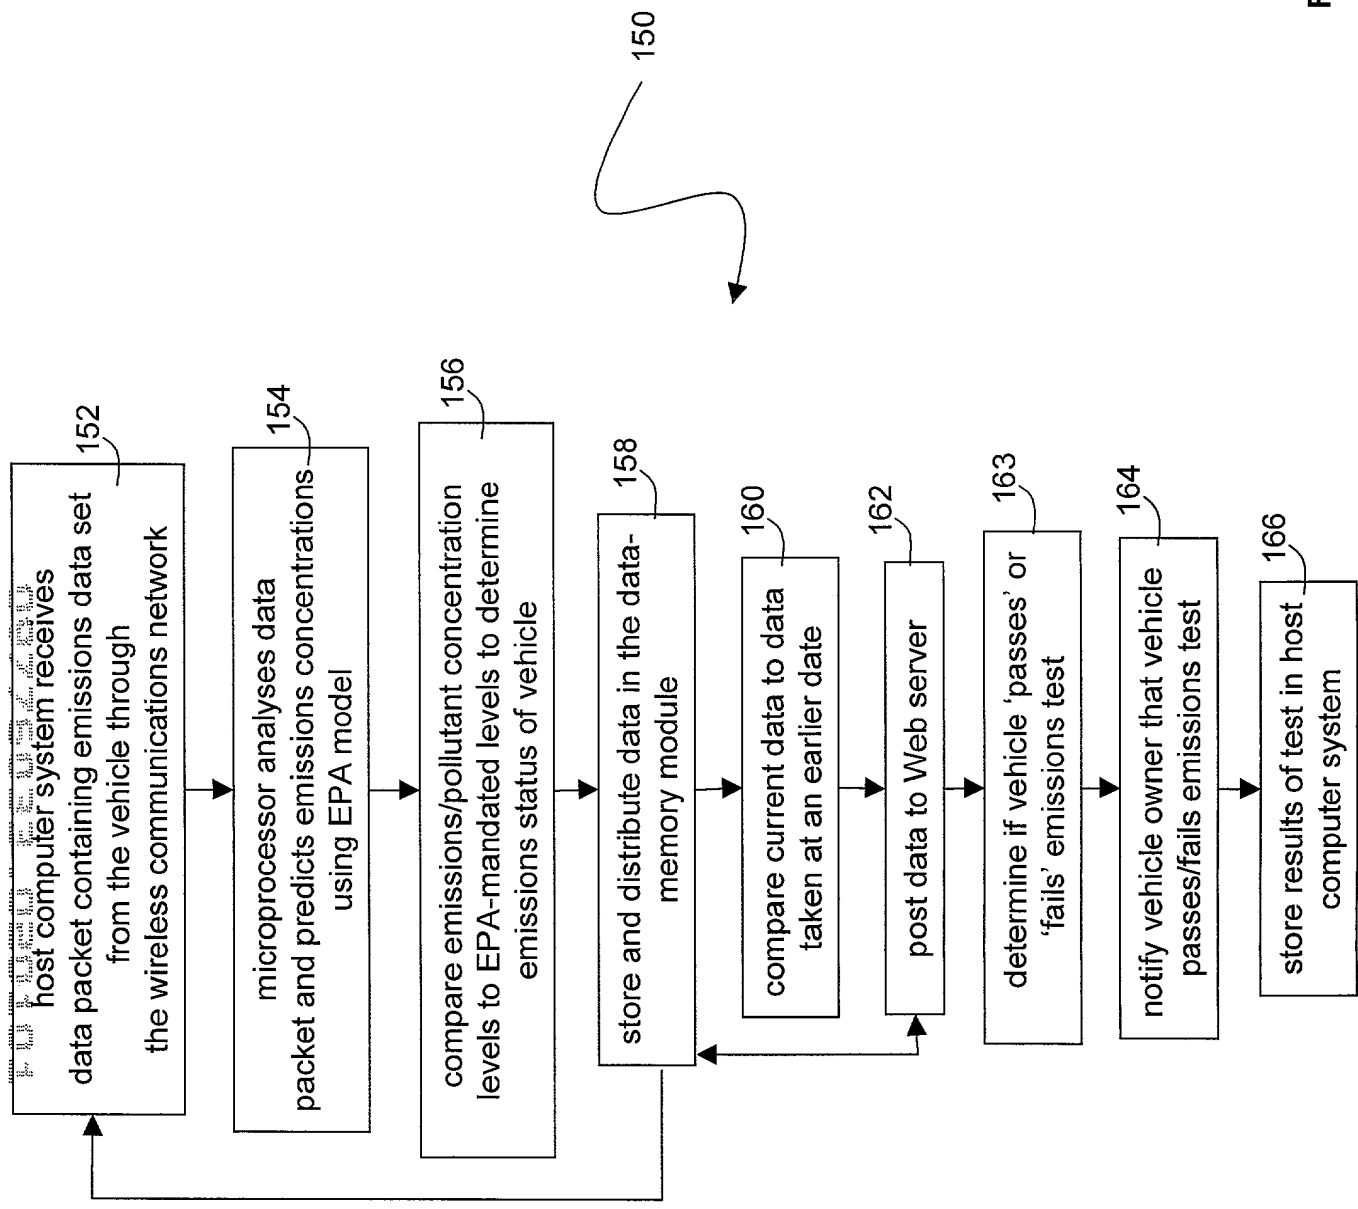 150
152
host computer system receives
data packet containing emissions data set
from the vehicle through
the wireless communications network
154
microprocessor analyses data
packet and predicts emissions concentrations
using EPA model
156
compare emissions/pollutant concentration
levels to EPA-mandated levels to determine
emissions status of vehicle
158
store and distribute data in the data-
memory module
160
compare current data to data
taken at an earlier date
162
post data to Web server
163
determine if vehicle ‘passes’ or
‘fails’ emissions test
164
notify vehicle owner that vehicle
passes/fails emissions test
166
store results of test in host
computer system